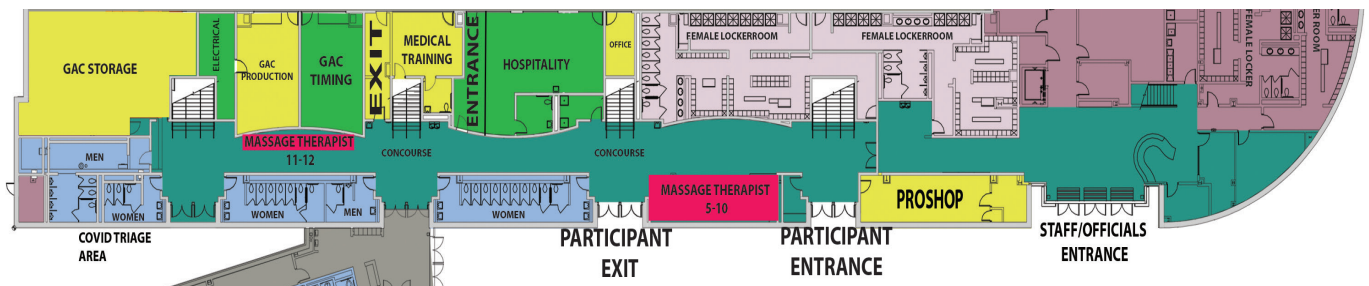 GAC STORAGE
ELECTRICAL
GAC
PRODUCTION
GAC
TIMING
EXIT
MEDICAL
TRAINING
ENTRANCE
HOSPITALITY
OFFICE
FEMALE LOCKERROOM
FEMALE LOCKERROOM
FEMALE LOCKER
ER ROOM
MASSAGE THERAPIST
11-12
CONCOURSE
CONCOURSE
MEN
WOMEN
WOMEN
MEN
WOMEN
MASSAGE THERAPIST
5-10
PROSHOP
COVID TRIAGE
AREA
PARTICIPANT
EXIT
PARTICIPANT
ENTRANCE
STAFF/OFFICIALS
ENTRANCE